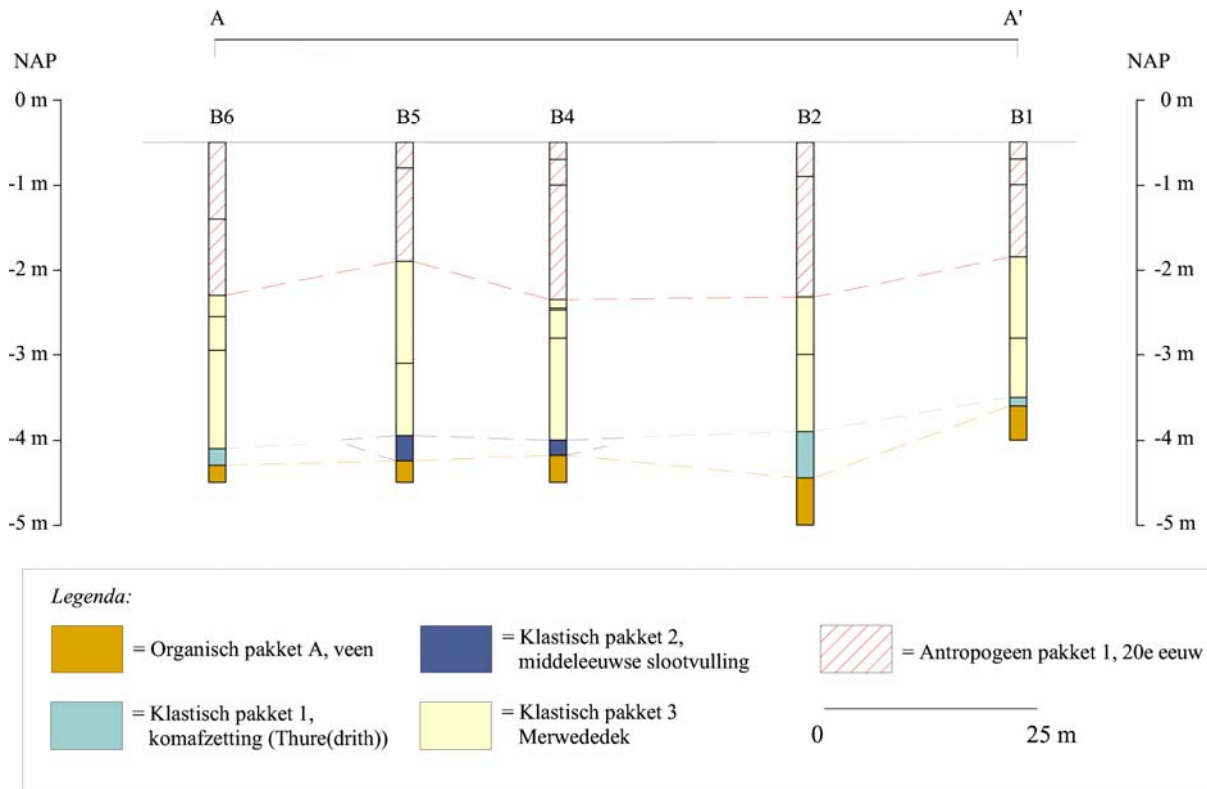 A A'
NAP NAP
0 m B6 B5 B4 B2 B1 0 m
-1 m -1 m
-2 m -2 m
-3 m -3 m
-4 m -4 m
-5 m -5 m
Legenda:
= Organisch pakket A, veen
= Klastisch pakket 1,
komafzetting (Thure(drith))
= Klastisch pakket 2,
middeleeuwse slootvulling
= Klastisch pakket 3
Merwededek
= Antropogeen pakket 1, 20e eeuw
0 25 m